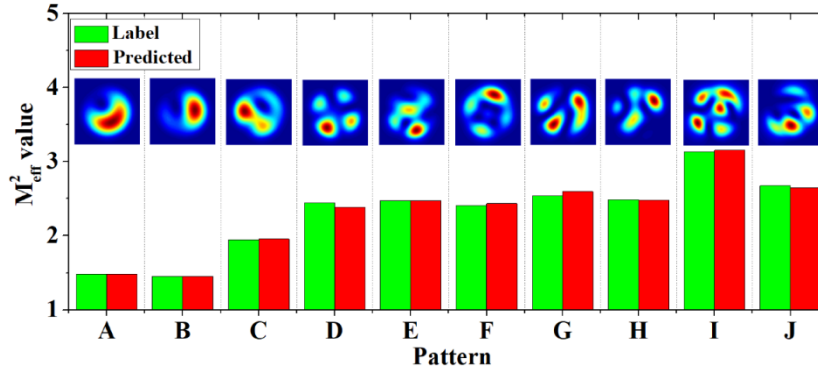 Label
Predicted
M²eff value
5
4
3
2
1
A B C D E F G H I J
Pattern